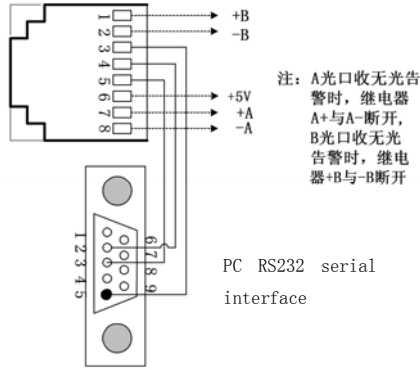 1
+B
2
-B
3
4
5
6
+5V
7
+A
8
-A
注：A光口收无光告
警时，继电器
A+与A-断开，
B光口收无光
告警时，继电
器+B与-B断开
1
2
3
4
5
6
7
8
9
PC RS232 serial
interface